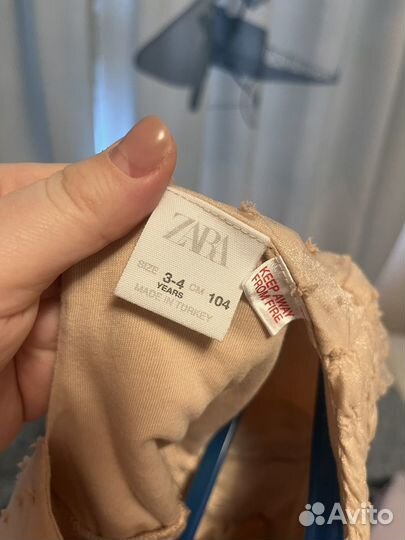 ZARA
SIZE 3-4 CM 104
YEARS
MADE IN TURKEY
KEEP AWAY
FROM FIRE
Avito